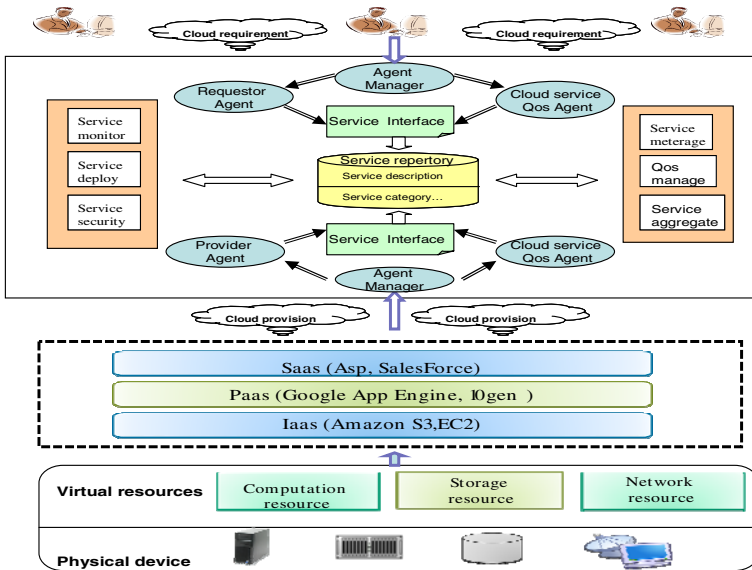 Cloud requirement
Cloud requirement
Agent
Manager
Requestor
Agent
Cloud service
Qos Agent
Service Interface
Service
monitor
Service
deploy
Service
security
Service repertory
Service description
Service category...
Service
meterage
Qos
manage
Service
aggregate
Provider
Agent
Service Interface
Cloud service
Qos Agent
Agent
Manager
Cloud provision
Cloud provision
Saas (Asp, SalesForce)
Paas (Google App Engine, 10gen )
Iaas (Amazon S3,EC2)
Virtual resources
Computation
resource
Storage
resource
Network
resource
Physical device